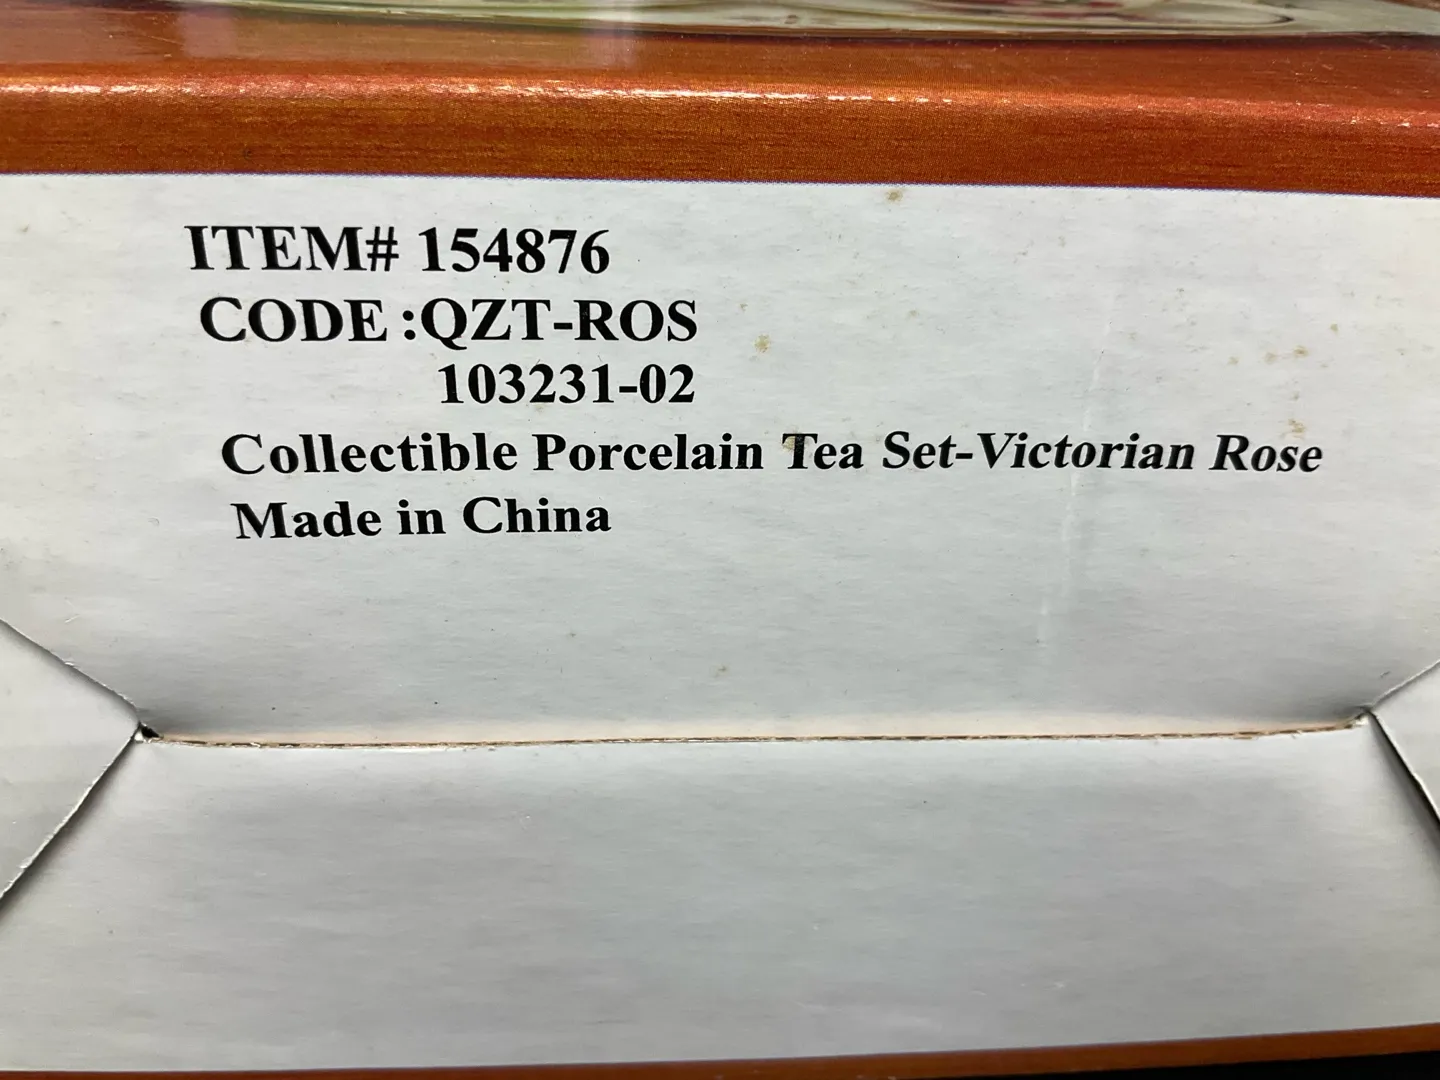 ITEM# 154876
CODE :QZT-ROS
103231-02
Collectible Porcelain Tea Set-Victorian Rose
Made in China